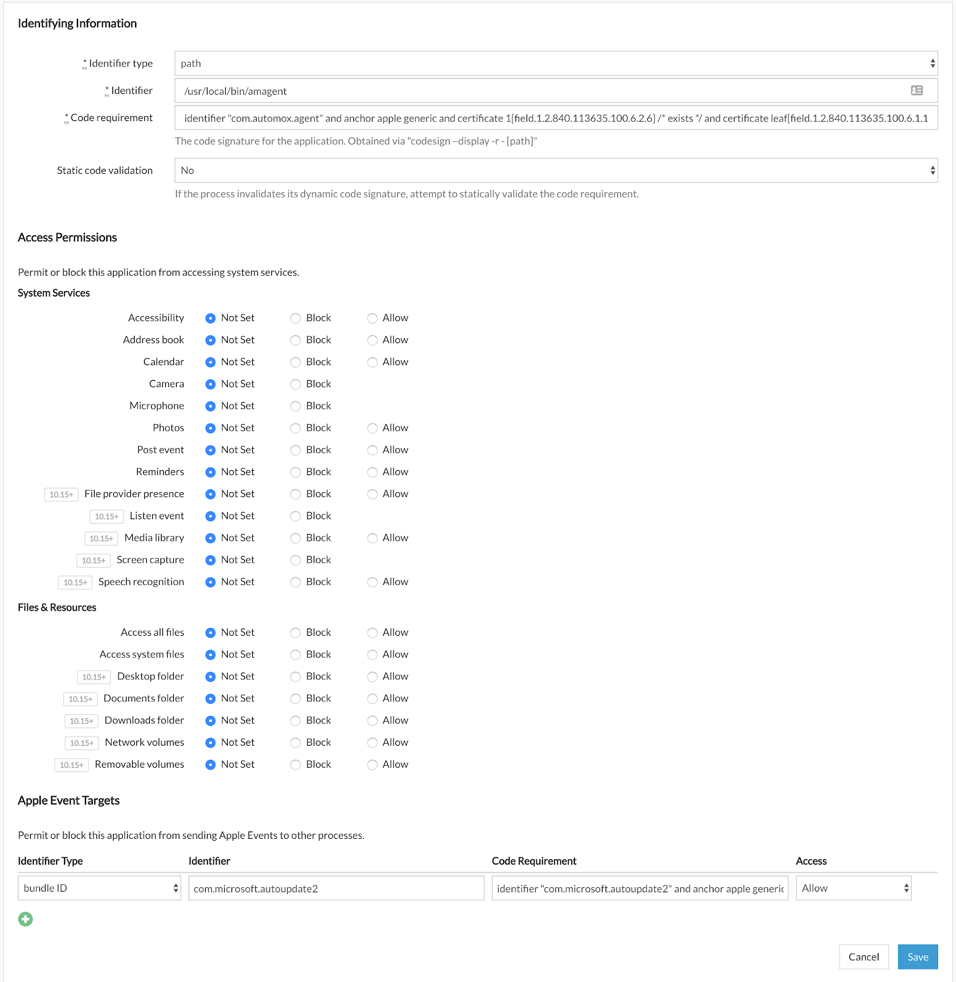 Identifying Information
* Identifier type path
* Identifier /usr/local/bin/amagent
* Code requirement identifier "com.automox.agent" and anchor apple generic and certificate 1[field.1.2.840.113635.100.6.2.6] /* exists */ and certificate leaf[field.1.2.840.113635.100.6.1.1
The code signature for the application. Obtained via "codesign –display -r - [path]"
Static code validation No
If the process invalidates its dynamic code signature, attempt to statically validate the code requirement.
Access Permissions
Permit or block this application from accessing system services.
System Services
Accessibility Not Set Block Allow
Address book Not Set Block Allow
Calendar Not Set Block Allow
Camera Not Set Block
Microphone Not Set Block
Photos Not Set Block Allow
Post event Not Set Block Allow
Reminders Not Set Block Allow
10.15+ File provider presence Not Set Block Allow
10.15+ Listen event Not Set Block
10.15+ Media library Not Set Block Allow
10.15+ Screen capture Not Set Block
10.15+ Speech recognition Not Set Block Allow
Files & Resources
Access all files Not Set Block Allow
Access system files Not Set Block Allow
10.15+ Desktop folder Not Set Block Allow
10.15+ Documents folder Not Set Block Allow
10.15+ Downloads folder Not Set Block Allow
10.15+ Network volumes Not Set Block Allow
10.15+ Removable volumes Not Set Block Allow
Apple Event Targets
Permit or block this application from sending Apple Events to other processes.
Identifier Type Identifier Code Requirement Access
bundle ID com.microsoft.autoupdate2 identifier "com.microsoft.autoupdate2" and anchor apple generic Allow
Cancel Save